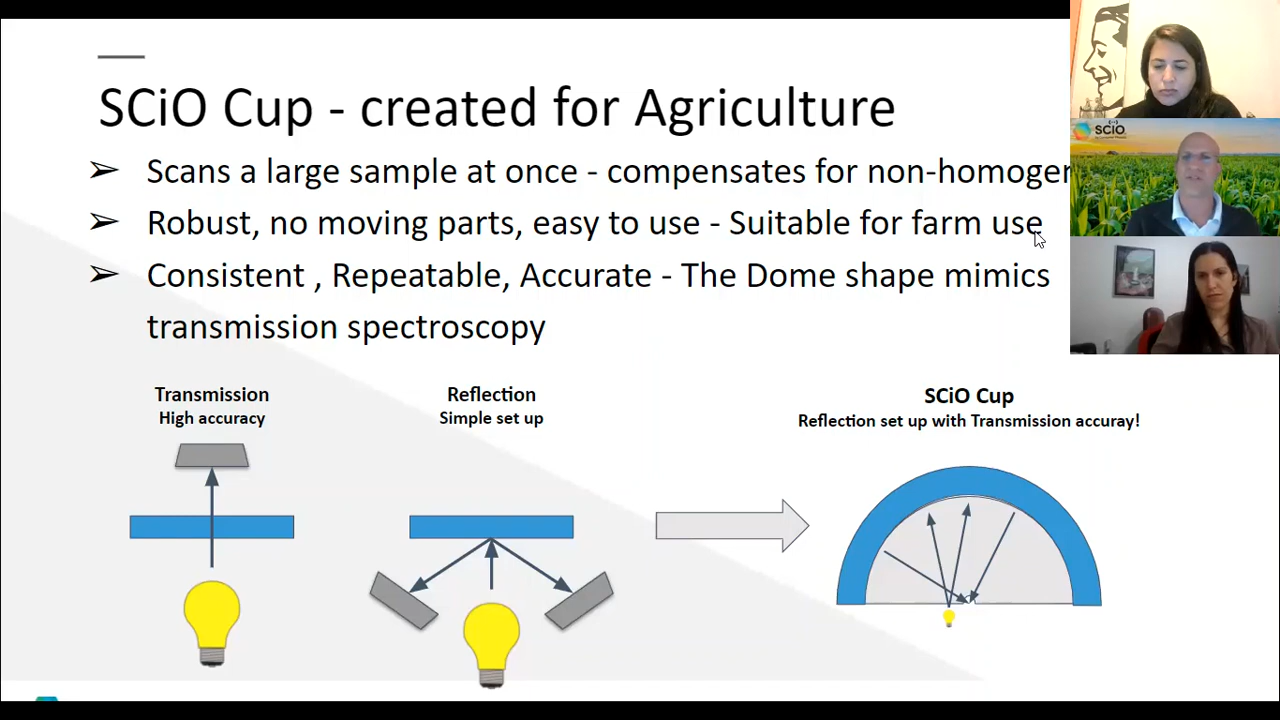 SCiO Cup - created for Agriculture
➢ Scans a large sample at once - compensates for
➢ Robust, no moving parts, easy to use - Suitable for farm use
➢ Consistent , Repeatable, Accurate - The Dome shape mimics
transmission spectroscopy
Transmission
High accuracy
Reflection
Simple set up
SCiO Cup
Reflection set up with Transmission accuray!
SCiO